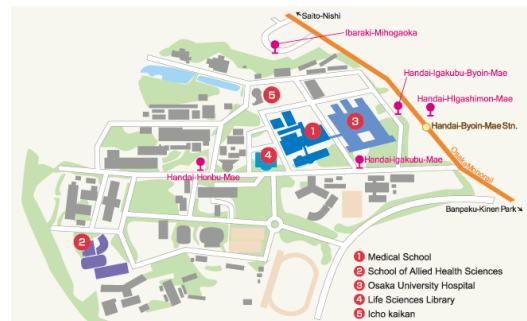 Saito-Nishi
Ibaraki-Mihogaoka
Handai-Igakubu-Byoin-Mae
Handai-HIgashimon-Mae
Handai-Byoin-Mae Stn.
Osaka Monorail
Handai-Igakubu-Mae
Handai-Honbu-Mae
Banpaku-Kinen Park
5
1
3
4
2
1 Medical School
2 School of Allied Health Sciences
3 Osaka University Hospital
4 Life Sciences Library
5 Icho kaikan